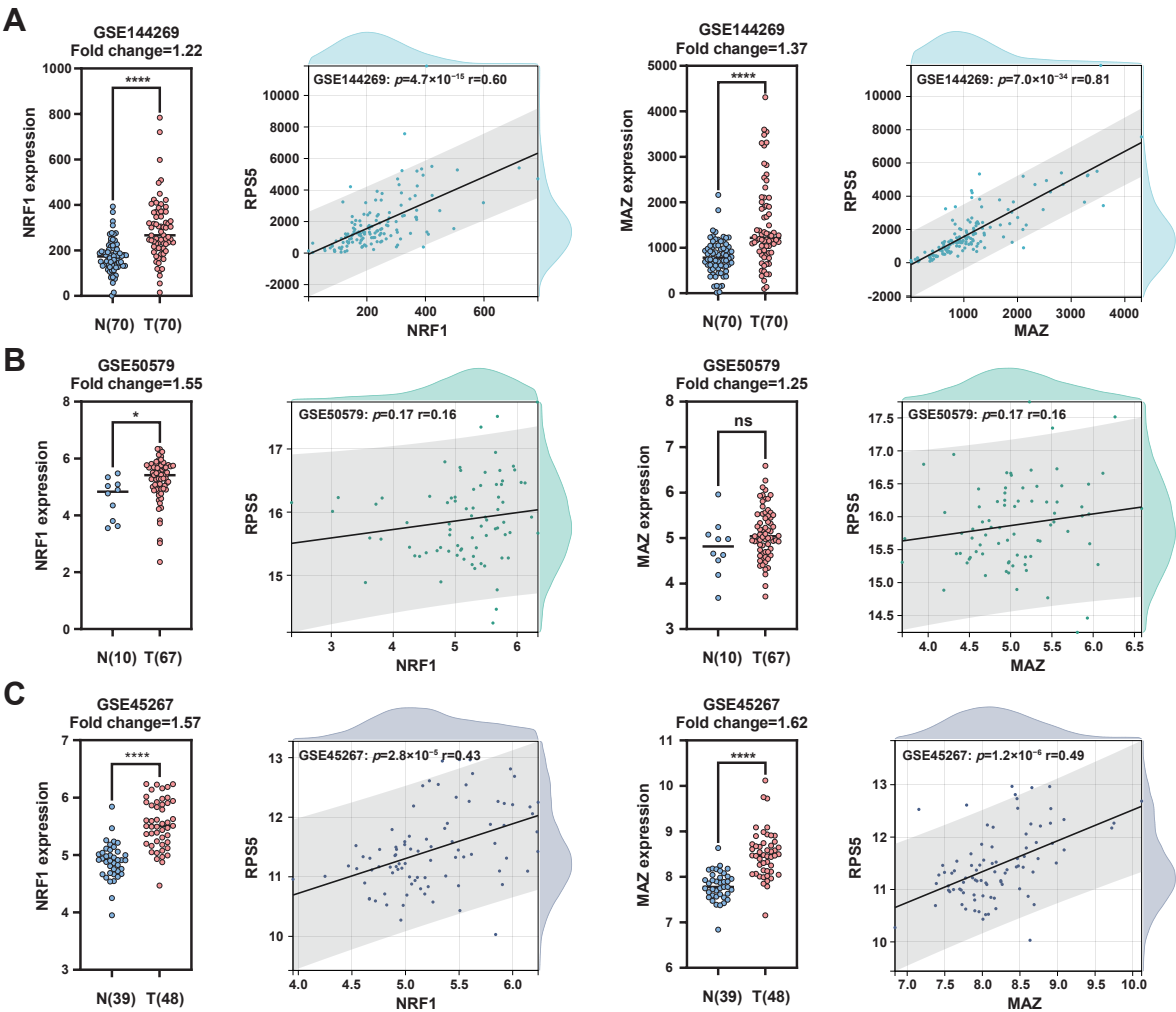 A
GSE144269
Fold change=1.22
NRF1 expression
1000
800
600
400
200
0
****
N(70) T(70)
GSE144269: p=4.7×10⁻¹⁵ r=0.60
RPS5
10000
8000
6000
4000
2000
0
-2000
200 400 600
NRF1
GSE144269
Fold change=1.37
MAZ expression
5000
4000
3000
2000
1000
0
****
N(70) T(70)
GSE144269: p=7.0×10⁻³⁴ r=0.81
RPS5
10000
8000
6000
4000
2000
0
-2000
1000 2000 3000 4000
MAZ
B
GSE50579
Fold change=1.55
NRF1 expression
8
6
4
2
0
*
N(10) T(67)
GSE50579: p=0.17 r=0.16
RPS5
17
16
15
3 4 5 6
NRF1
GSE50579
Fold change=1.25
MAZ expression
8
7
6
5
4
3
ns
N(10) T(67)
GSE50579: p=0.17 r=0.16
RPS5
17.5
17.0
16.5
16.0
15.5
15.0
14.5
4.0 4.5 5.0 5.5 6.0 6.5
MAZ
C
GSE45267
Fold change=1.57
NRF1 expression
7
6
5
4
3
****
N(39) T(48)
GSE45267: p=2.8×10⁻⁵ r=0.43
RPS5
13
12
11
10
4.0 4.5 5.0 5.5 6.0
NRF1
GSE45267
Fold change=1.62
MAZ expression
11
10
9
8
7
6
****
N(39) T(48)
GSE45267: p=1.2×10⁻⁶ r=0.49
RPS5
13
12
11
10
7.0 7.5 8.0 8.5 9.0 9.5 10.0
MAZ